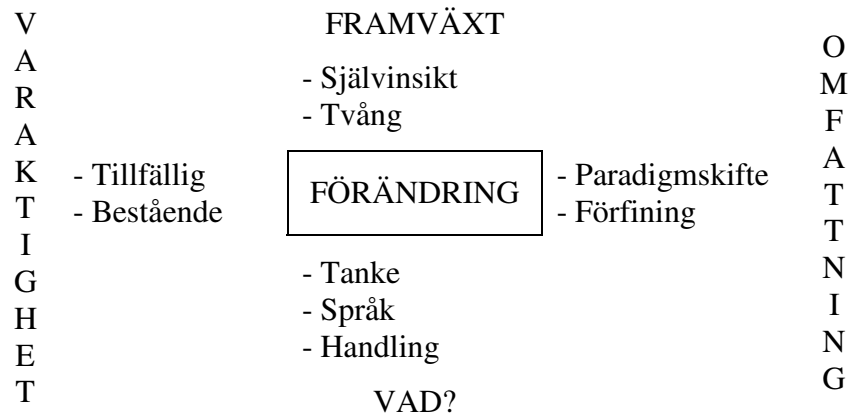 VARAKTIGHET
FRAMVÄXT
- Självinsikt
- Tvång
- Tillfällig
- Bestående
FÖRÄNDRING
- Paradigmskifte
- Förfining
- Tanke
- Språk
- Handling
VAD?
OMFATTNING